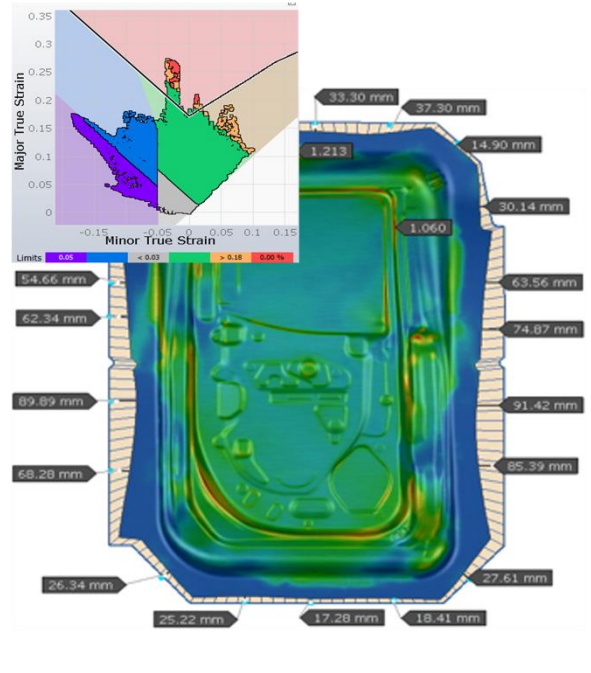 0.35
0.3
0.25
0.2
0.15
0.1
0.05
0
Major True Strain
-0.15
-0.05
0
0.05
0.1
0.15
Minor True Strain
Limits 0.05 < 0.03 > 0.18 0.00 %
33.30 mm
37.30 mm
1.213
14.90 mm
30.14 mm
1.060
54.66 mm
63.56 mm
62.34 mm
74.87 mm
89.89 mm
91.42 mm
68.28 mm
85.39 mm
26.34 mm
27.61 mm
25.22 mm
17.28 mm
18.41 mm